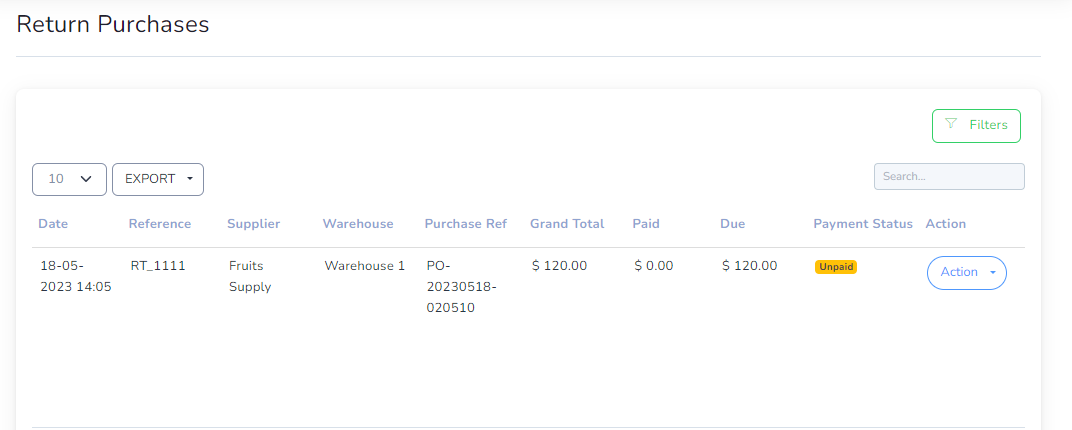 Return Purchases
Filters
10 EXPORT Search...
Date Reference Supplier Warehouse Purchase Ref Grand Total Paid Due Payment Status Action
18-05- RT_1111 Fruits Warehouse 1 PO- $ 120.00 $ 0.00 $ 120.00 Unpaid Action
2023 14:05 Supply 20230518-
020510